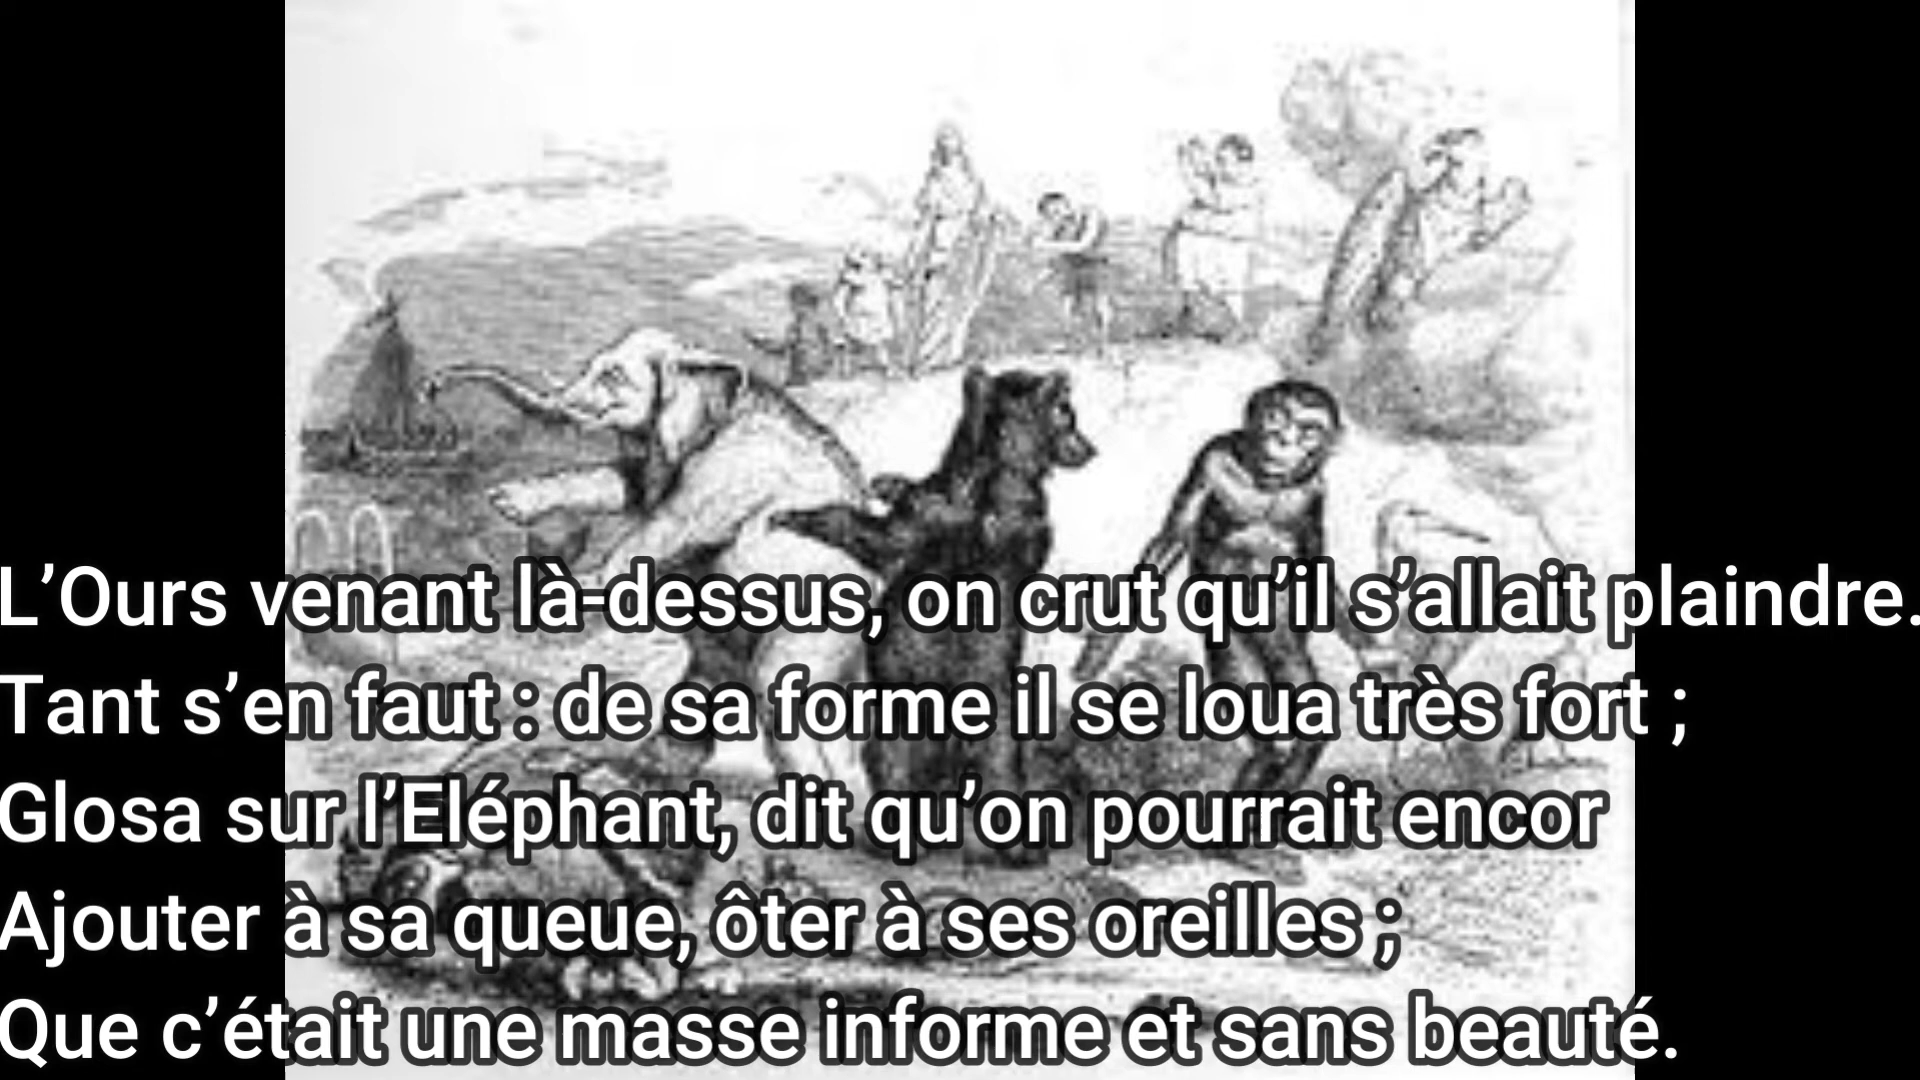 L’Ours venant là-dessus, on crut qu’il s’allait plaindre.
Tant s’en faut : de sa forme il se loua très fort ;
Glosa sur l’Eléphant, dit qu’on pourrait encor
Ajouter à sa queue, ôter à ses oreilles ;
Que c’était une masse informe et sans beauté.